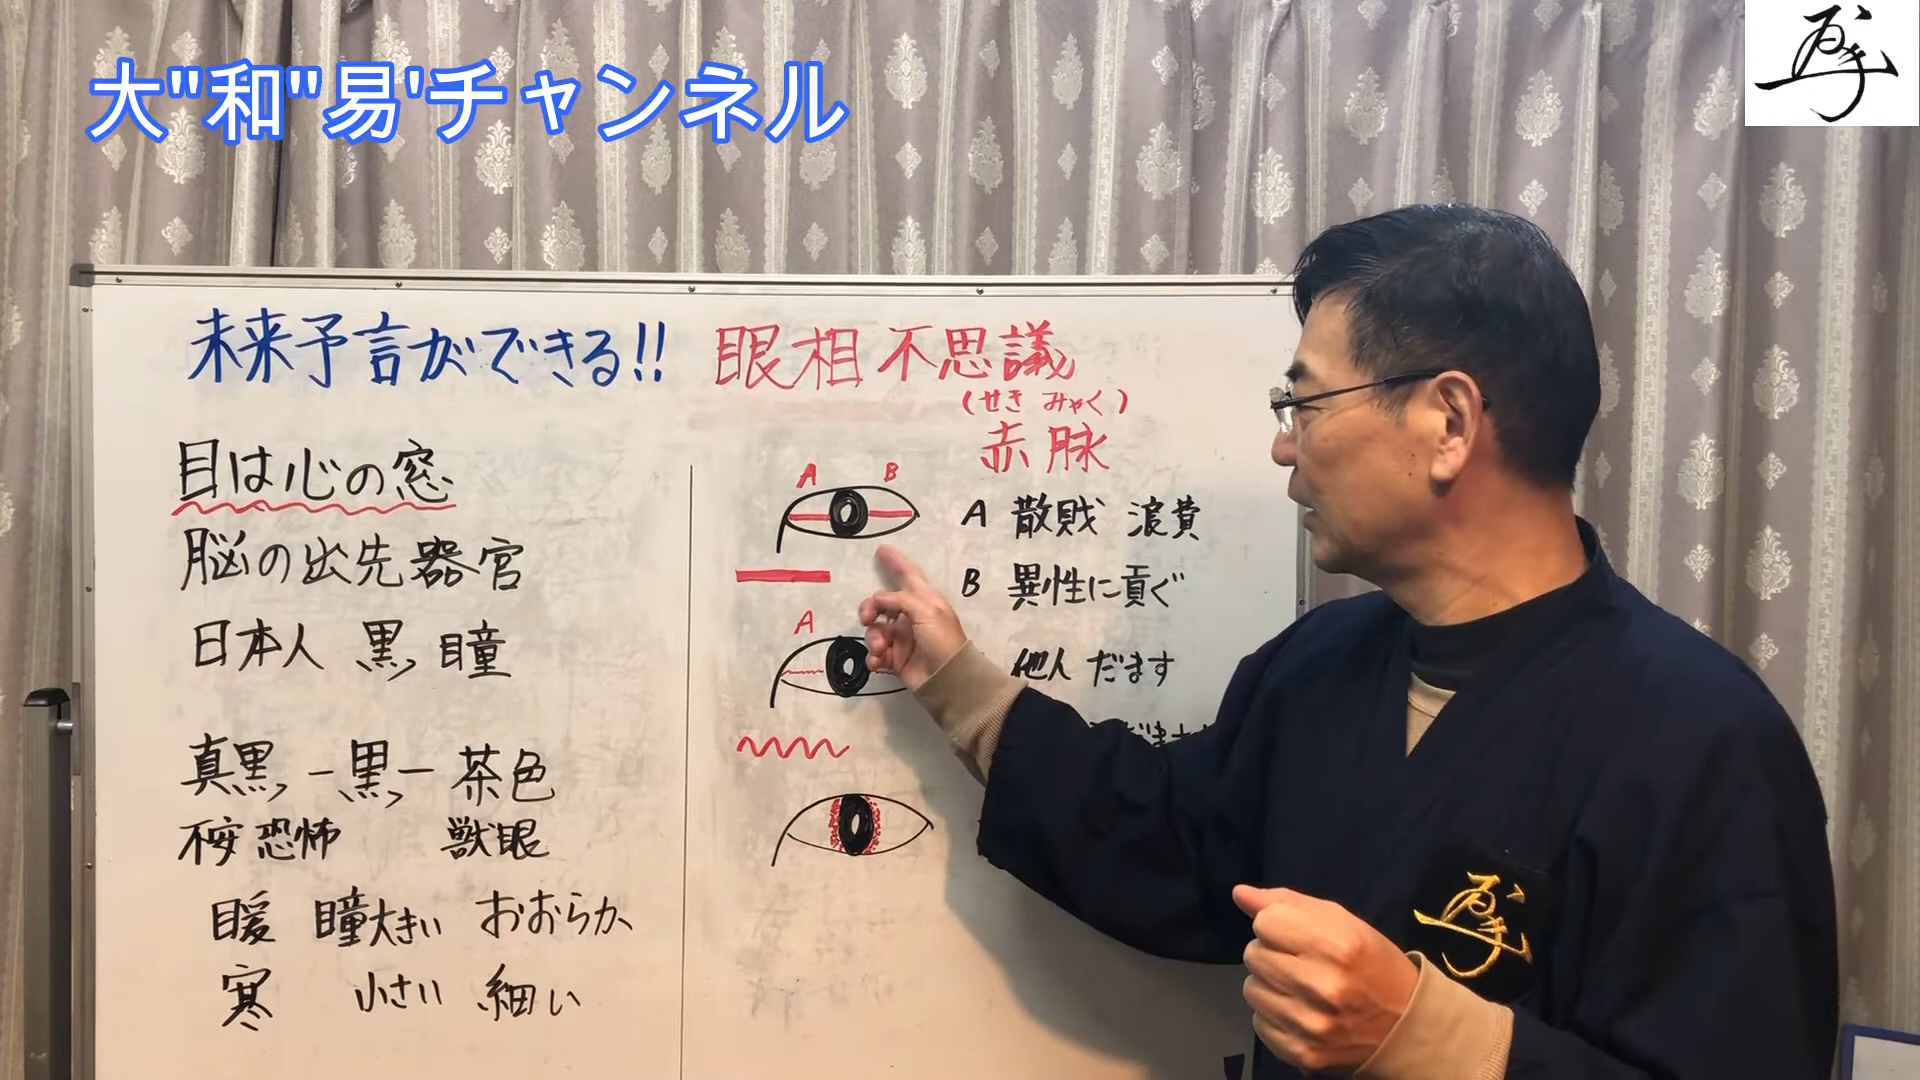 大"和"易'チャンネル
未来予言ができる!! 眼相不思議
目は心の窓
脳の出先器官
日本人 黒 瞳
真黒 - 黒 - 茶色
不安 恐怖 獣眼
暖 瞳大きい おおらか
寒 小さい 細い
(せき みゃく)
赤脈
A B
A 散財 浪費
B 異性に貢ぐ
A
他人 だます